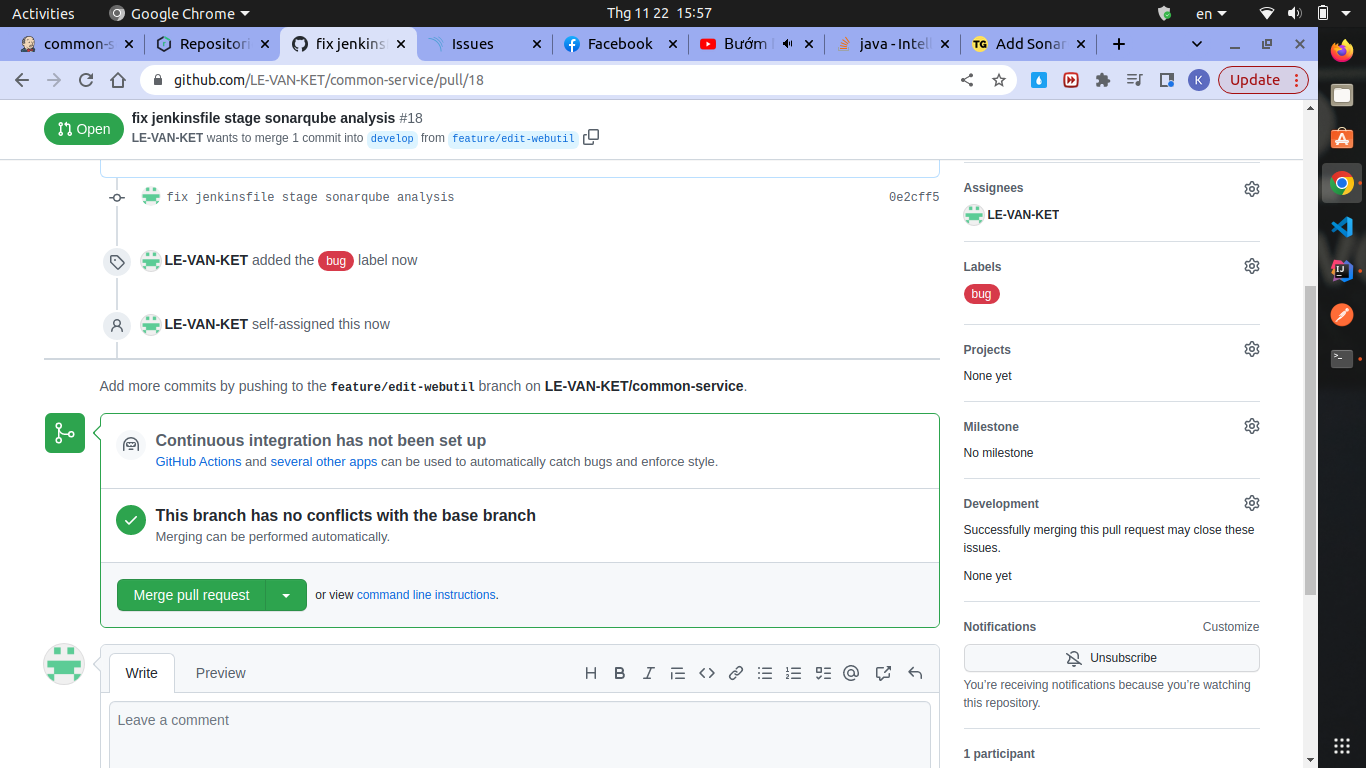 Activities
Google Chrome
Thg 11 22 15:57
en
common-s
Repositori
fix jenkins
Issues
Facebook
Bướm
java - Intell
Add Sonar
github.com/LE-VAN-KET/common-service/pull/18
K
Update
Open
fix jenkinsfile stage sonarqube analysis #18
LE-VAN-KET wants to merge 1 commit into develop from feature/edit-webutil
fix jenkinsfile stage sonarqube analysis
0e2cff5
LE-VAN-KET added the bug label now
LE-VAN-KET self-assigned this now
Add more commits by pushing to the feature/edit-webutil branch on LE-VAN-KET/common-service.
Continuous integration has not been set up
GitHub Actions and several other apps can be used to automatically catch bugs and enforce style.
This branch has no conflicts with the base branch
Merging can be performed automatically.
Merge pull request
or view command line instructions.
Write
Preview
Leave a comment
Assignees
LE-VAN-KET
Labels
bug
Projects
None yet
Milestone
No milestone
Development
Successfully merging this pull request may close these
issues.
None yet
Notifications
Customize
Unsubscribe
You're receiving notifications because you're watching
this repository.
1 participant